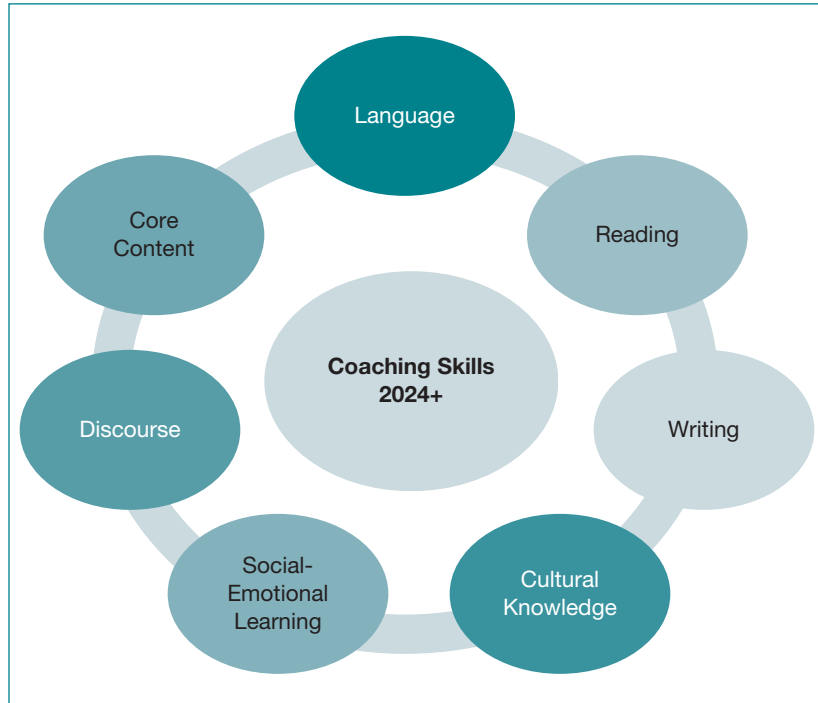 Language
Reading
Writing
Cultural
Knowledge
Social-
Emotional
Learning
Discourse
Core
Content
Coaching Skills
2024+